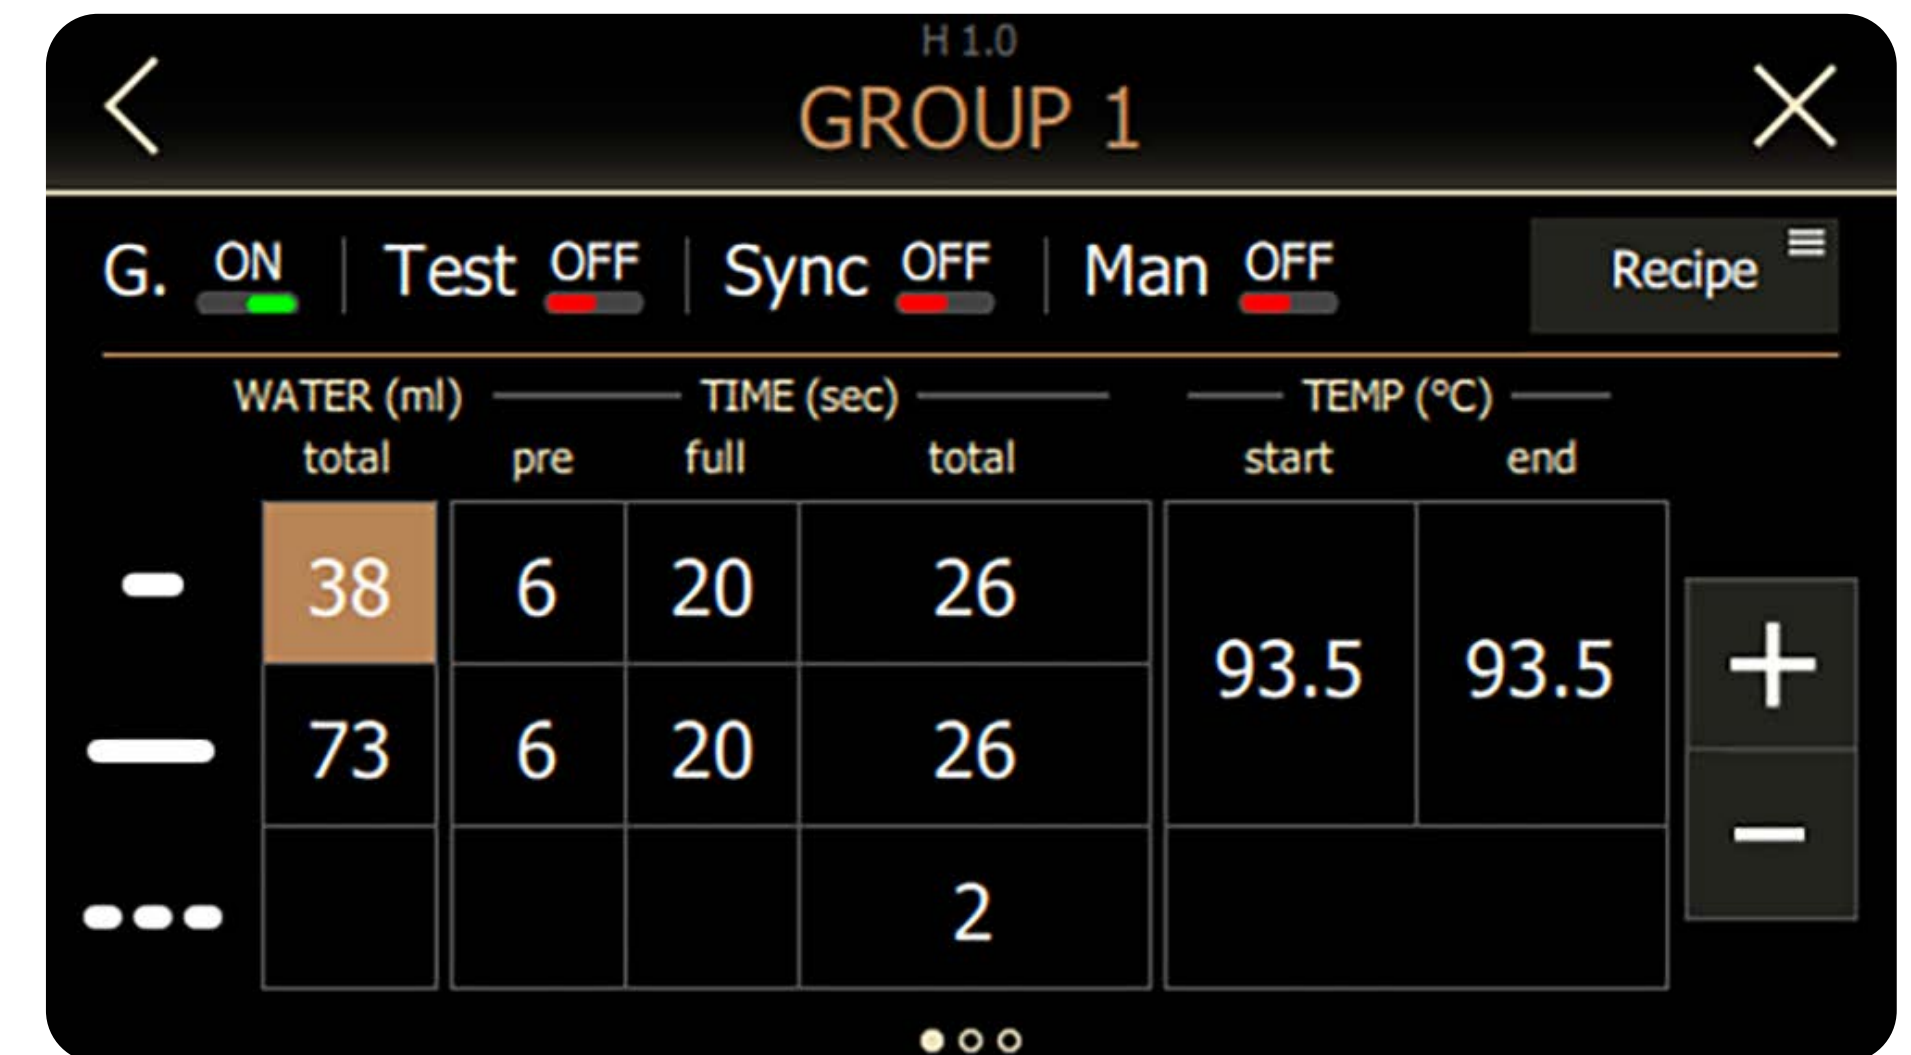 H 1.0
GROUP 1
G. ON Test OFF Sync OFF Man OFF Recipe
WATER (ml) TIME (sec) TEMP (°C)
total pre full total start end
38 6 20 26
93.5 93.5
73 6 20 26
2